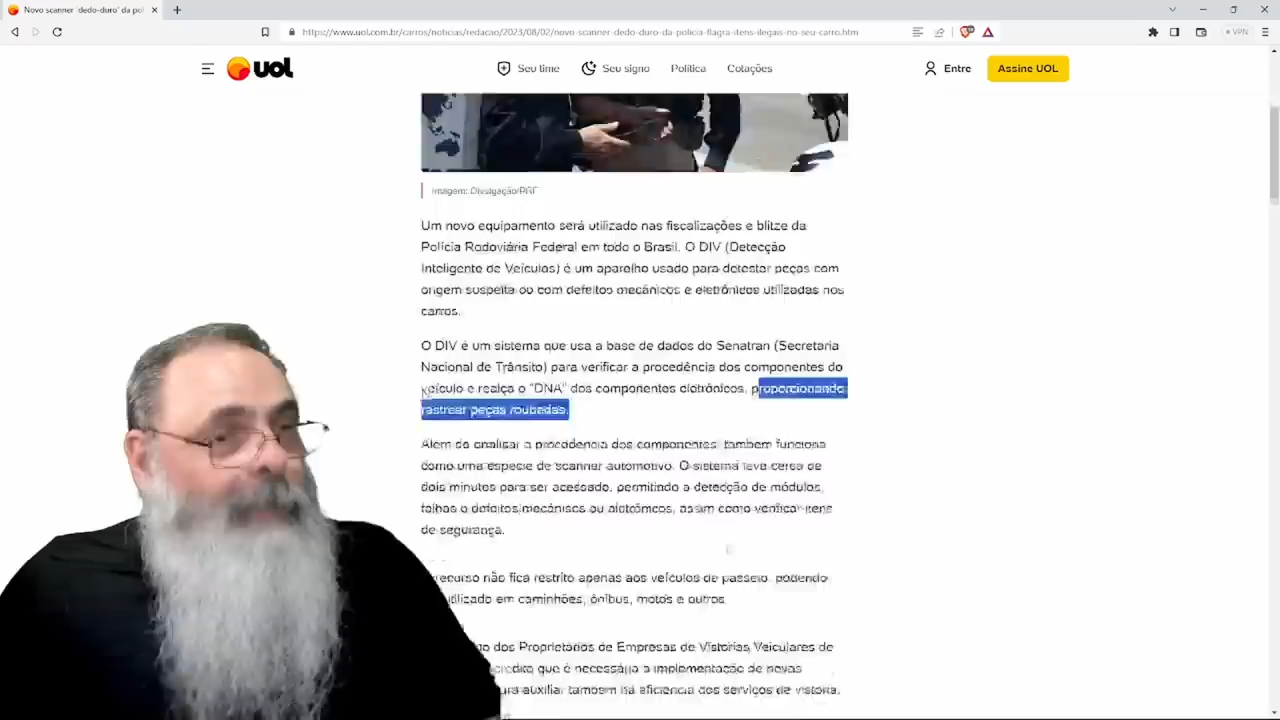 Novo scanner 'dedo-duro' da pol
https://www.uol.com.br/carros/noticias/redacao/2023/08/02/novo-scanner-dedo-duro-da-policia-flagra-itens-ilegais-no-seu-carro.htm
VPN
UOL
Seu time
Seu signo
Política
Cotações
Entre
Assine UOL
Imagem: Divulgação/PRF
Um novo equipamento será utilizado nas fiscalizações e blitze da
Polícia Rodoviária Federal em todo o Brasil. O DIV (Detecção
Inteligente de Veículos) é um aparelho usado para detectar peças com
origem suspeita ou com defeitos mecânicos e eletrônicos utilizadas nos
carros.
O DIV é um sistema que usa a base de dados do Senatran (Secretaria
Nacional de Trânsito) para verificar a procedência dos componentes do
veículo e realça o "DNA" dos componentes eletrônicos, proporcionando
rastrear peças roubadas.
Além de analisar a procedência dos componentes, também funciona
como uma espécie de scanner automotivo. O sistema leva cerca de
dois minutos para ser acessado, permitindo a detecção de módulos,
falhas e defeitos mecânicos ou eletrônicos, assim como verifica itens
de segurança.
recurso não fica restrito apenas aos veículos de passeio, podendo
utilizado em caminhões, ônibus, motos e outros.
dos Proprietários de Empresas de Vistorias Veiculares de
que é necessária a implementação de novas
auxilia também na eficiência dos serviços de vistoria.